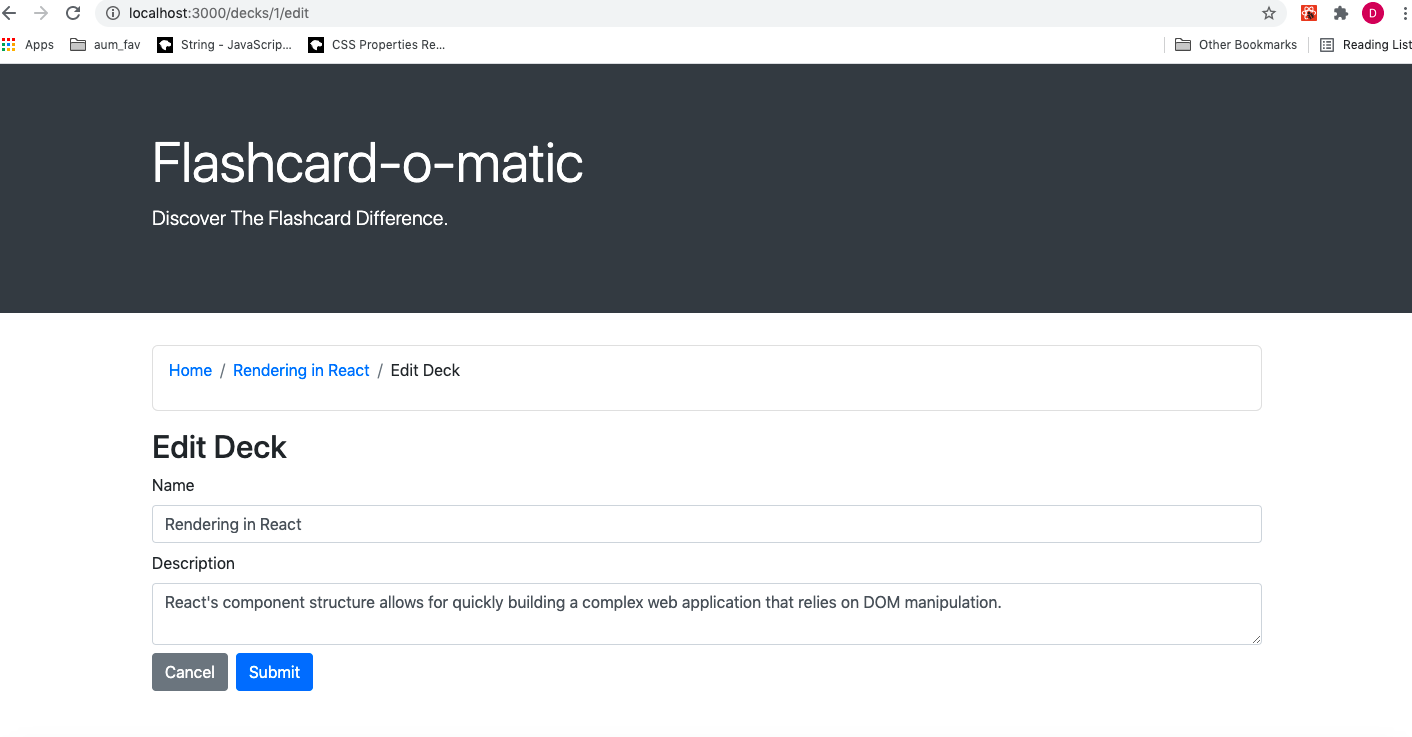 localhost:3000/decks/1/edit
D
Apps aum_fav String - JavaScrip... CSS Properties Re... Other Bookmarks Reading List
Flashcard-o-matic
Discover The Flashcard Difference.
Home / Rendering in React / Edit Deck
Edit Deck
Name
Rendering in React
Description
React's component structure allows for quickly building a complex web application that relies on DOM manipulation.
Cancel Submit